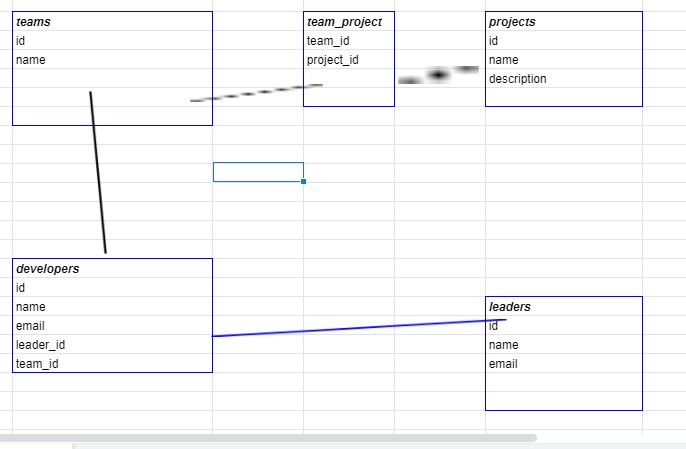 teams
id
name
team_project
team_id
project_id
projects
id
name
description
developers
id
name
email
leader_id
team_id
leaders
id
name
email